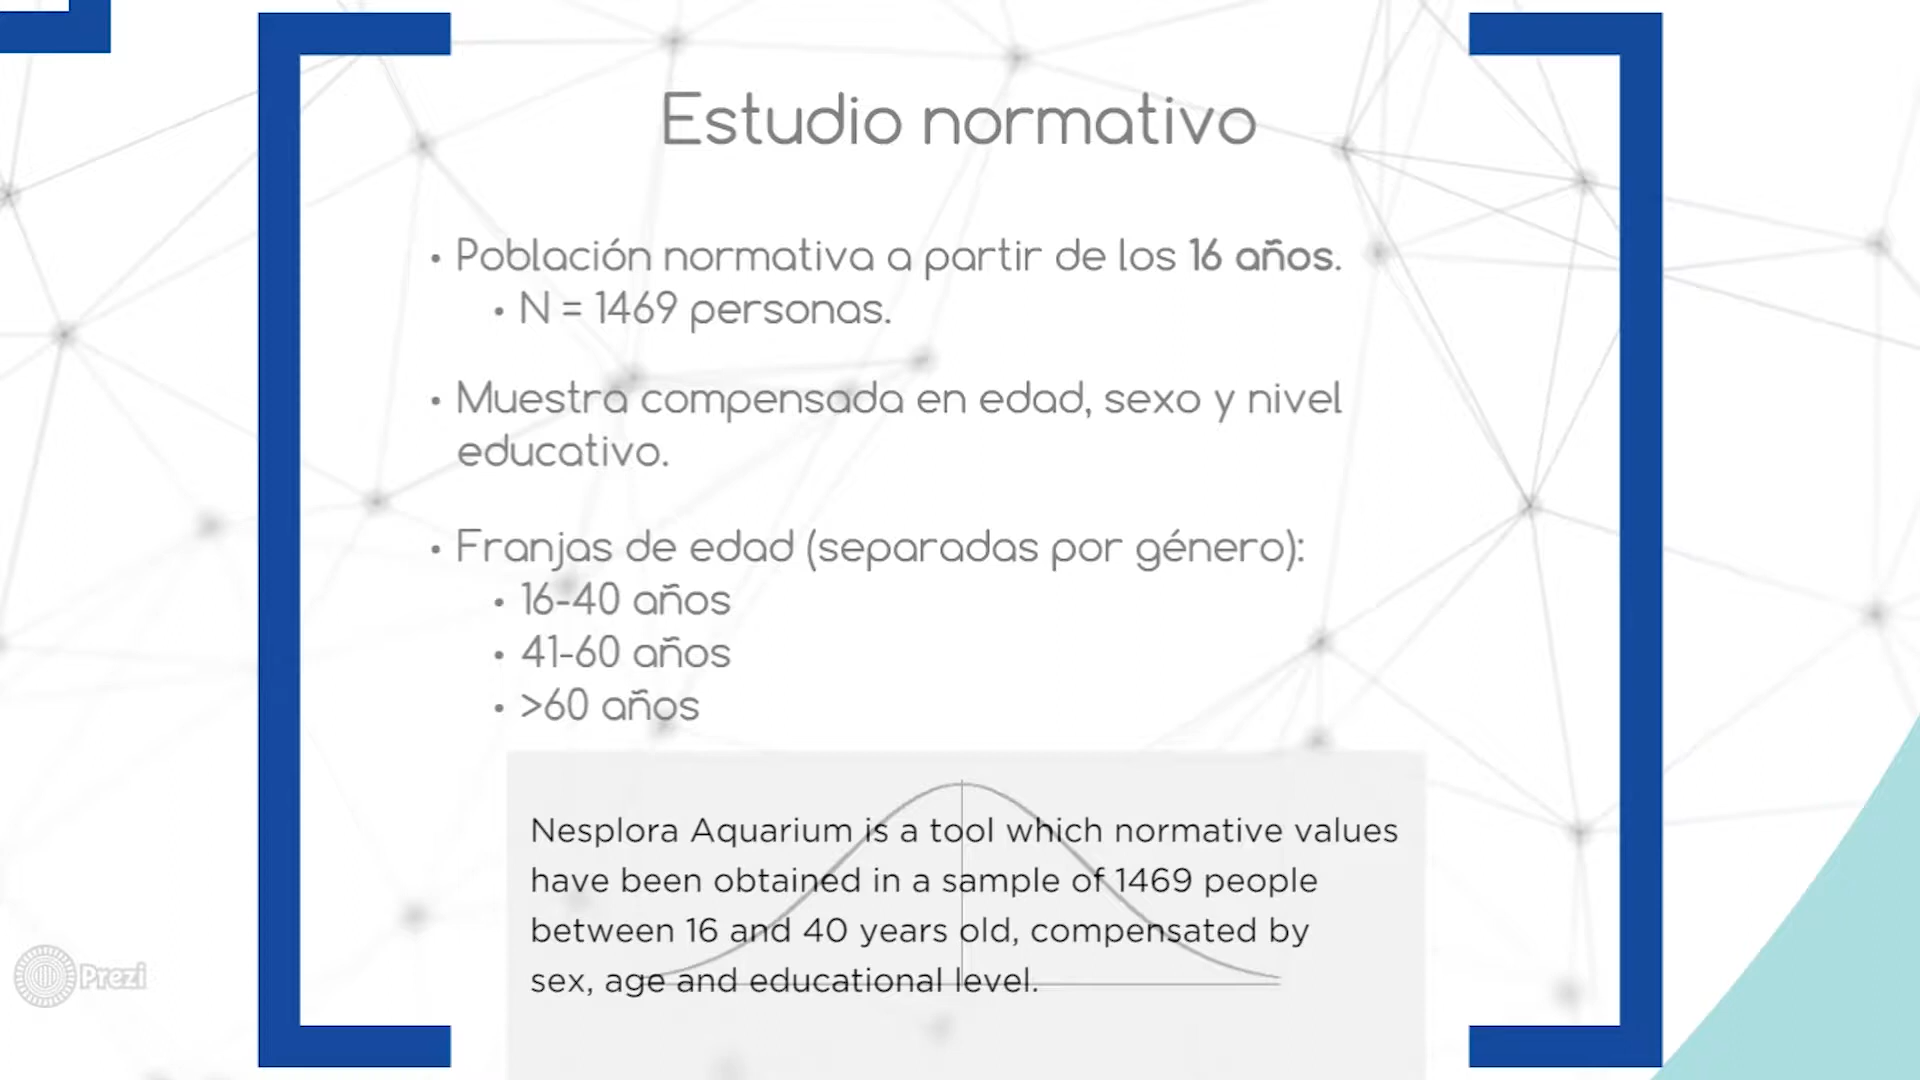 Estudio normativo
• Población normativa a partir de los 16 años.
• N = 1469 personas.
• Muestra compensada en edad, sexo y nivel
educativo.
• Franjas de edad (separadas por género):
• 16-40 años
• 41-60 años
• >60 años
Nesplora Aquarium is a tool which normative values
have been obtained in a sample of 1469 people
between 16 and 40 years old, compensated by
sex, age and educational level.
Prezi